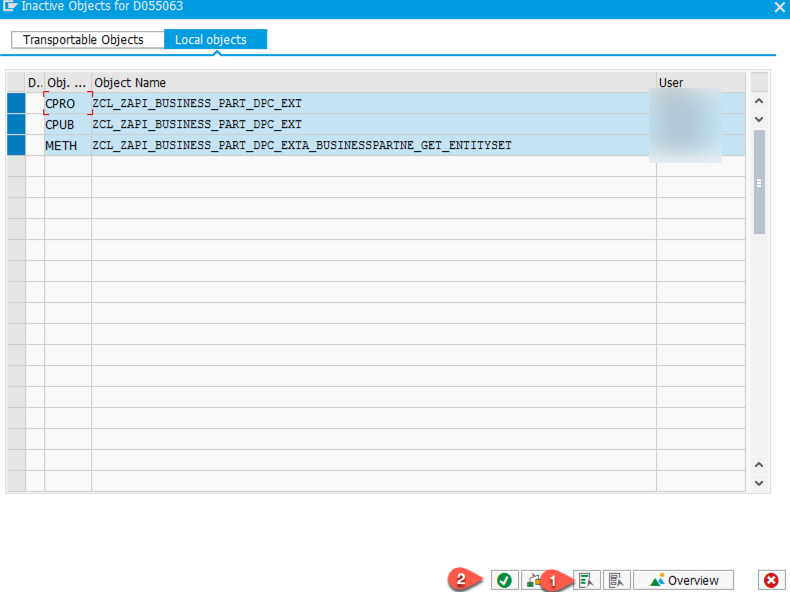 Inactive Objects for D055063
Transportable Objects Local objects
D.. Obj. ... Object Name User
CPRO ZCL_ZAPI_BUSINESS_PART_DPC_EXT
CPUB ZCL_ZAPI_BUSINESS_PART_DPC_EXT
METH ZCL_ZAPI_BUSINESS_PART_DPC_EXTA_BUSINESSPARTNE_GET_ENTITYSET
2 1 Overview